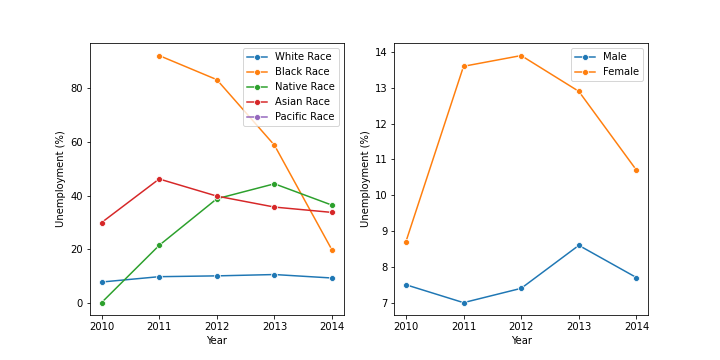 White Race
Black Race
Native Race
Asian Race
Pacific Race
80
60
40
20
0
Unemployment (%)
2010 2011 2012 2013 2014
Year
Male
Female
14
13
12
11
10
9
8
7
Unemployment (%)
2010 2011 2012 2013 2014
Year